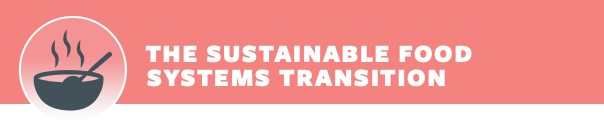 THE SUSTAINABLE FOOD
SYSTEMS TRANSITION